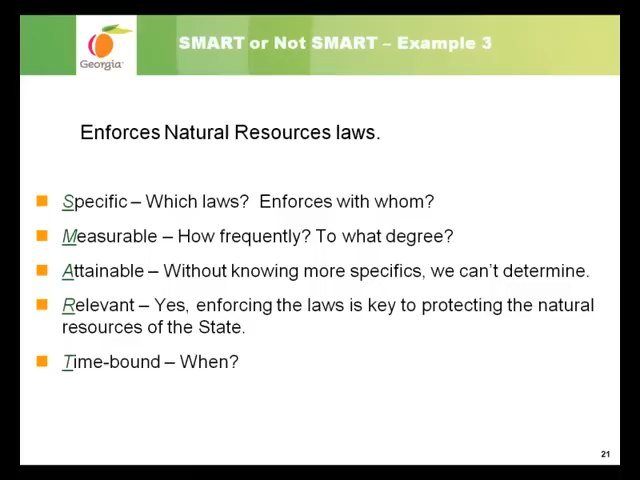 Georgia
SMART or Not SMART – Example 3
Enforces Natural Resources laws.
Specific – Which laws? Enforces with whom?
Measurable – How frequently? To what degree?
Attainable – Without knowing more specifics, we can't determine.
Relevant – Yes, enforcing the laws is key to protecting the natural
resources of the State.
Time-bound – When?
21